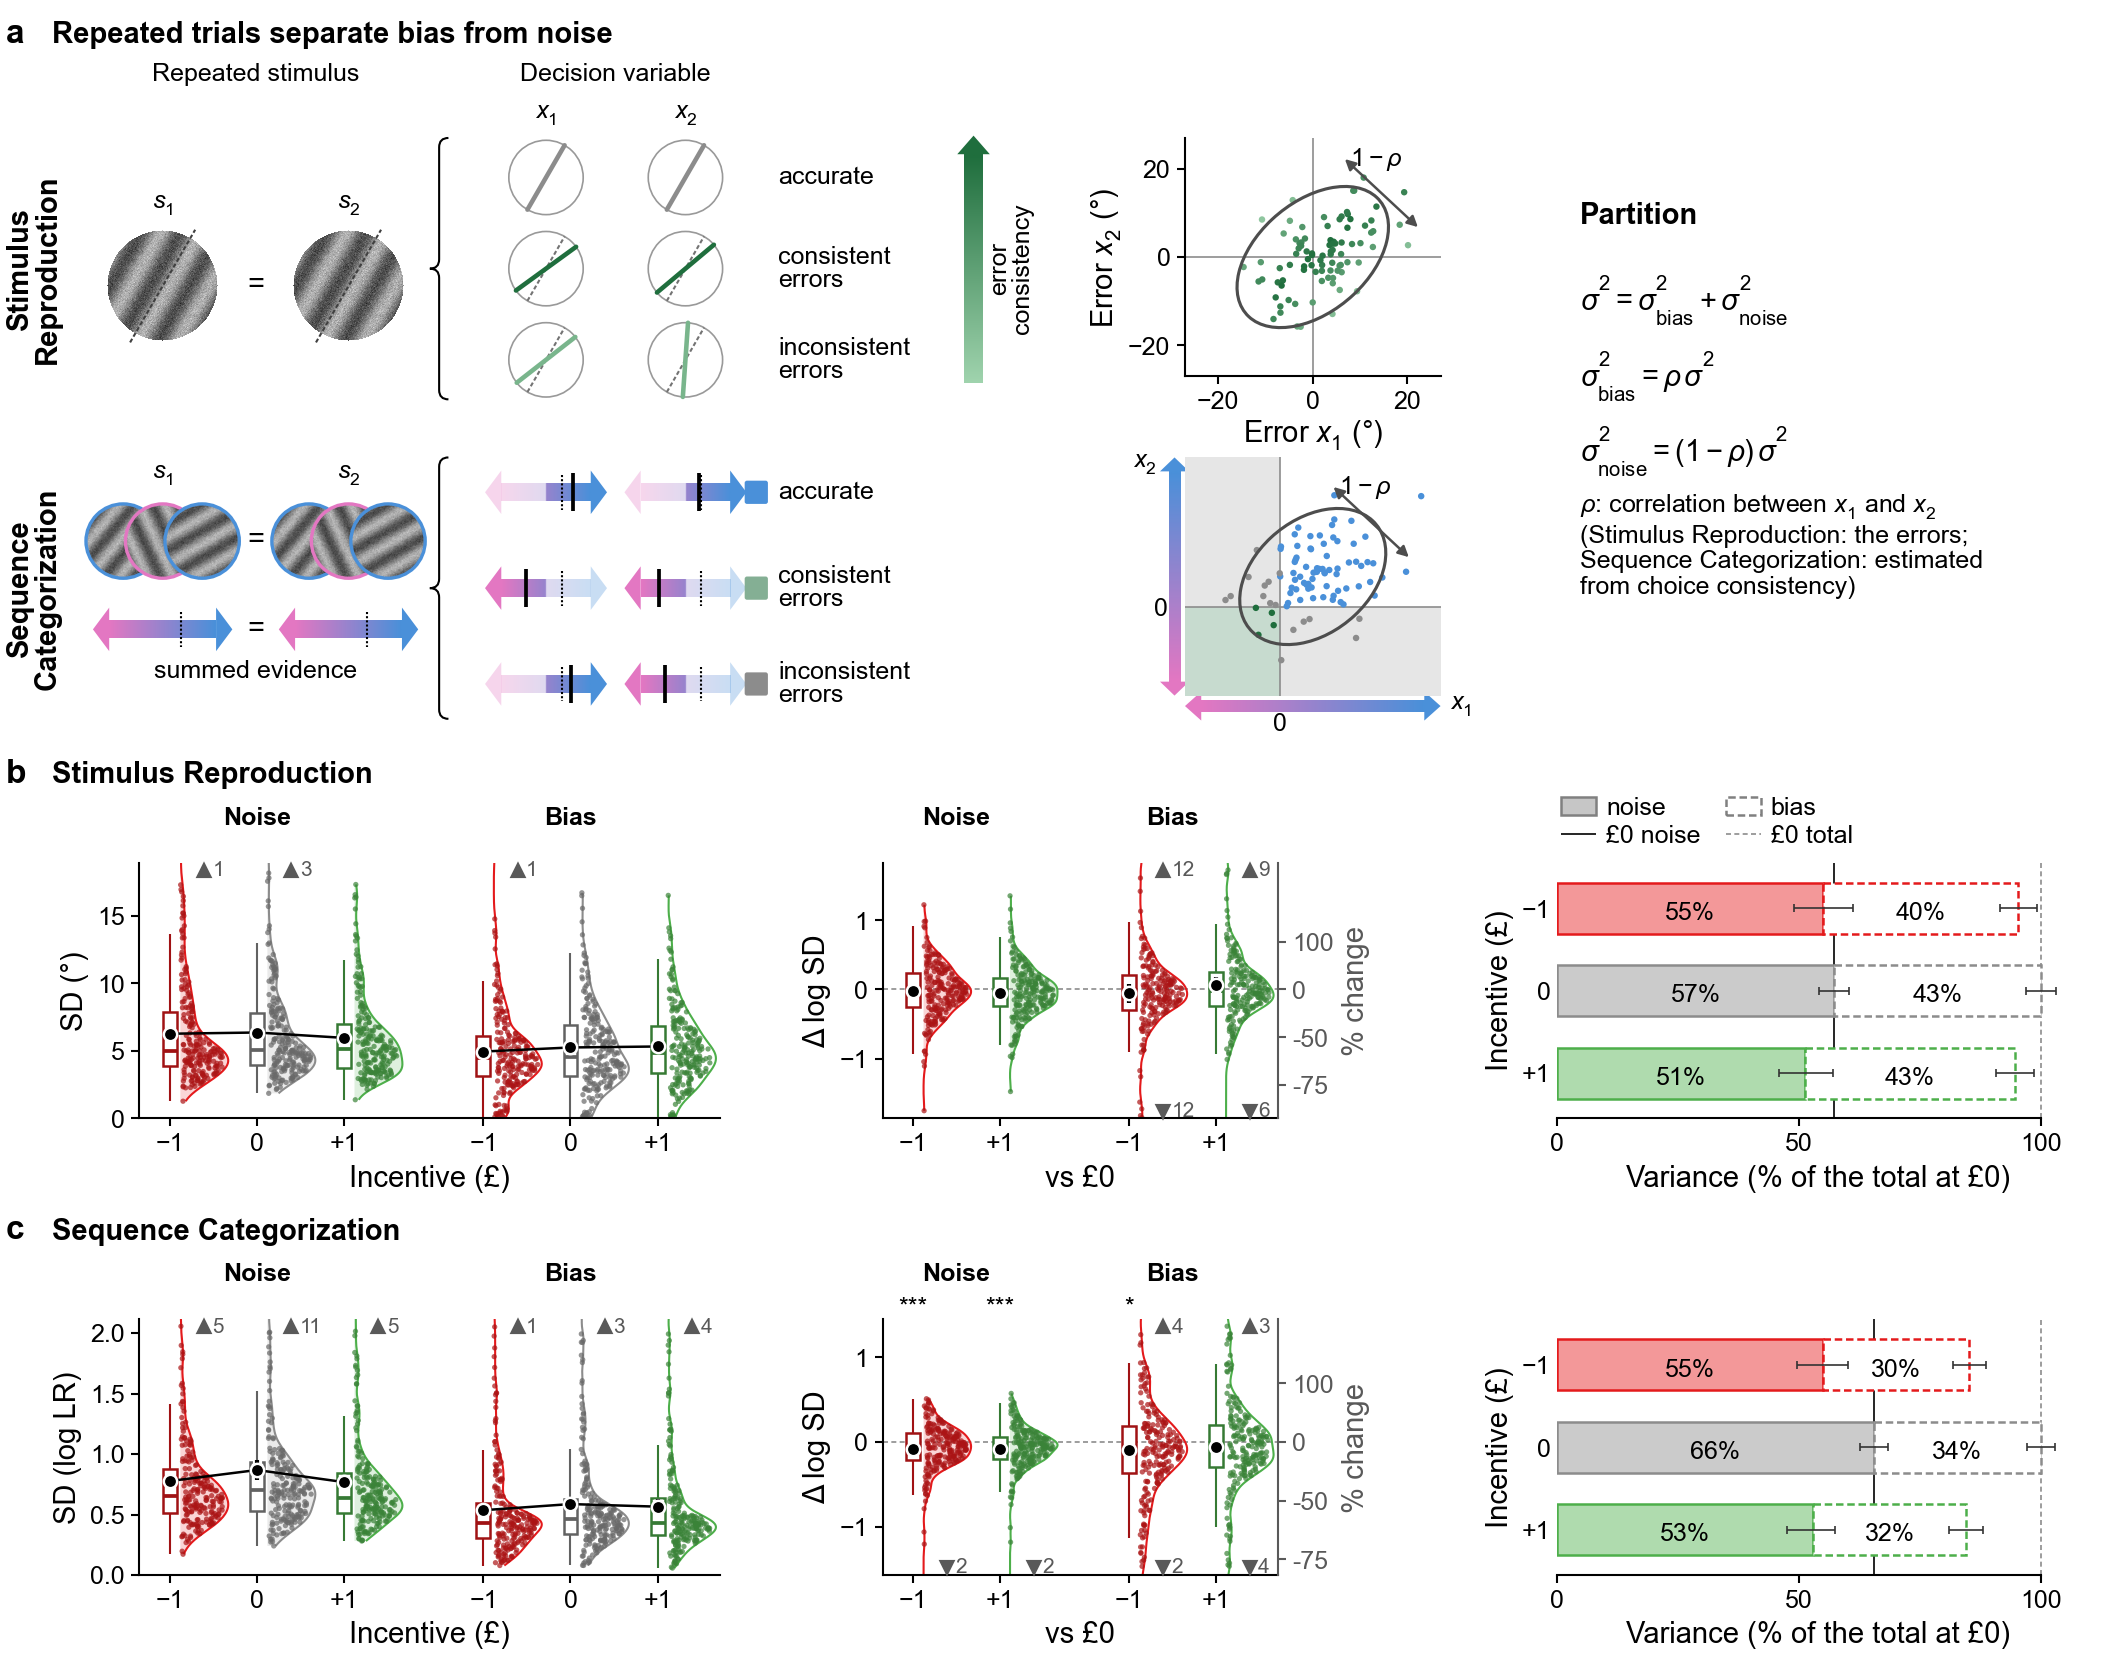 a Repeated trials separate bias from noise
Repeated stimulus
Decision variable
x1
x2
Stimulus
Reproduction
s1
=
s2
accurate
consistent
errors
inconsistent
errors
error
consistency
1 − ρ
Error x2 (°)
20
0
−20
−20 0 20
Error x1 (°)
Partition
σ² = σ²bias + σ²noise
σ²bias = ρσ²
σ²noise = (1 − ρ) σ²
ρ: correlation between x1 and x2
(Stimulus Reproduction: the errors;
Sequence Categorization: estimated
from choice consistency)
Sequence
Categorization
s1
=
s2
=
summed evidence
accurate
consistent
errors
inconsistent
errors
x2
1 − ρ
0
x1
0
b Stimulus Reproduction
Noise Bias
▲1 ▲3 ▲1
SD (°)
15
10
5
0
−1 0 +1 −1 0 +1
Incentive (£)
Noise Bias
▲12 ▲9
Δ log SD
1
0
−1
100
0
-50
-75
% change
▼12 ▼6
−1 +1 −1 +1
vs £0
noise bias
£0 noise £0 total
Incentive (£)
−1 55% 40%
0 57% 43%
+1 51% 43%
0 50 100
Variance (% of the total at £0)
c Sequence Categorization
Noise Bias
▲5 ▲11 ▲5 ▲1 ▲3 ▲4
SD (log LR)
2.0
1.5
1.0
0.5
0.0
−1 0 +1 −1 0 +1
Incentive (£)
Noise Bias
*** *** *
▲4 ▲3
Δ log SD
1
0
−1
100
0
-50
-75
% change
▼2 ▼2 ▼2 ▼4
−1 +1 −1 +1
vs £0
Incentive (£)
−1 55% 30%
0 66% 34%
+1 53% 32%
0 50 100
Variance (% of the total at £0)